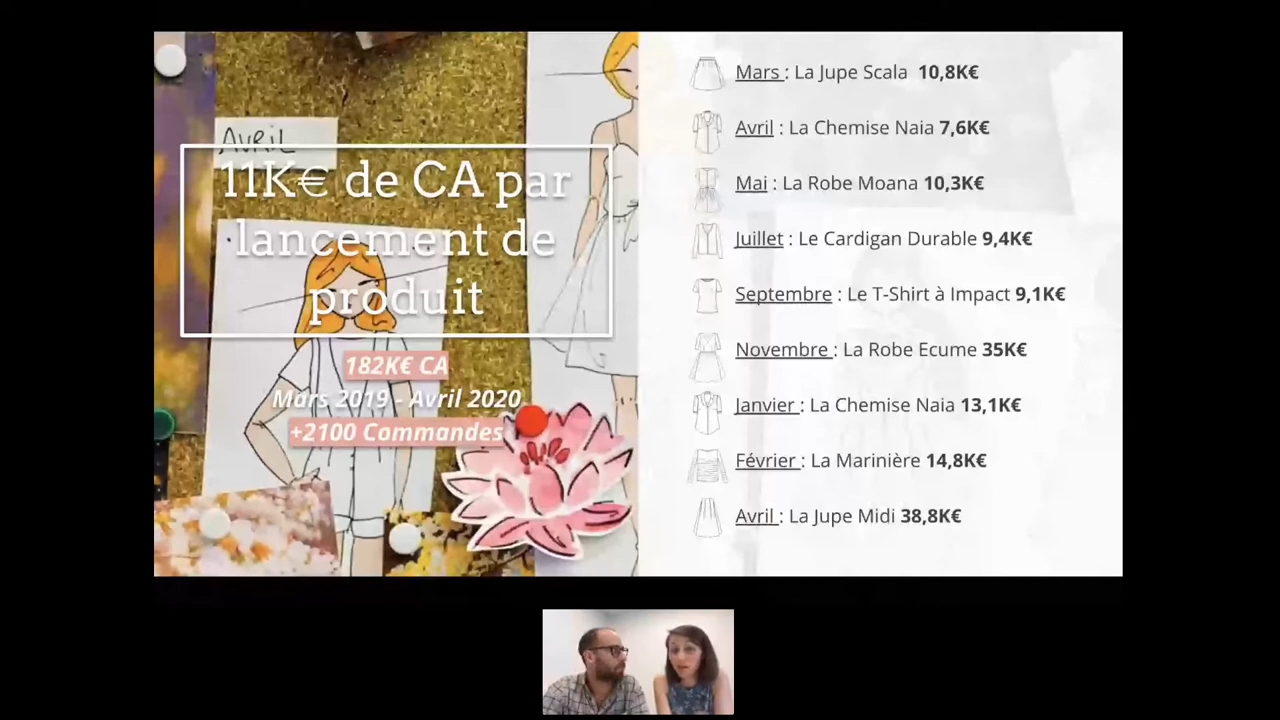 AVRIL
11K€ de CA par
lancement de
produit
182K€ CA
Mars 2019 - Avril 2020
+2100 Commandes
Mars : La Jupe Scala 10,8K€
Avril : La Chemise Naia 7,6K€
Mai : La Robe Moana 10,3K€
Juillet : Le Cardigan Durable 9,4K€
Septembre : Le T-Shirt à Impact 9,1K€
Novembre : La Robe Ecume 35K€
Janvier : La Chemise Naia 13,1K€
Février : La Marinière 14,8K€
Avril : La Jupe Midi 38,8K€